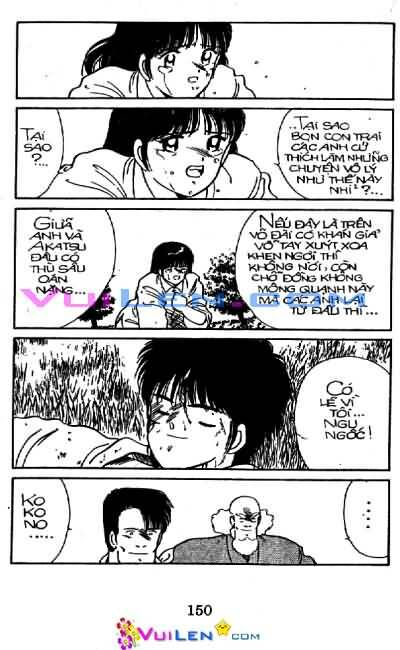 TẠI
SAO
?...
..TẠI SAO
BỌN CON TRAI
CÁC ANH CỨ
THÍCH LÀM NHỮNG
CHUYỆN VÔ LÝ
NHƯ THẾ NÀY
NHỈ ?...
GIỮA
ANH VÀ
AKATSU
ĐÂU CÓ
THÙ SÂU
OÁN
NẶNG...
NẾU ĐÂY LÀ TRÊN
VÕ ĐÀI CÓ KHÁN GIẢ
VỖ TAY XUÝT XOA
KHEN NGỢI THÌ
KHÔNG NÓI, CÒN
CHỖ ĐỒNG KHÔNG
MÔNG QUẠNH NÀY
MÀ CÁC ANH LẠI
TỪ ĐẤU THÌ...
VUILEN.COM
CÓ
LẼ VÌ
TÔI...
NGU
NGỐC !
KO
KO
NO
......
150
VUILEN.COM